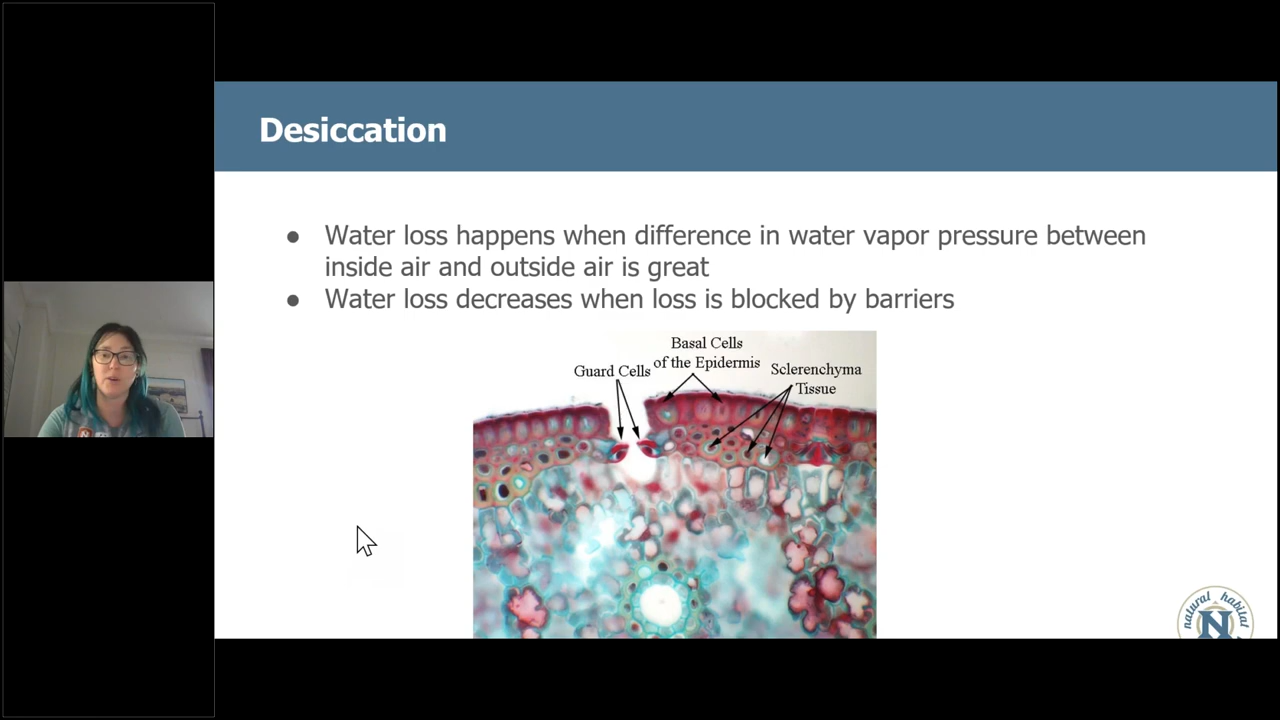 Desiccation
● Water loss happens when difference in water vapor pressure between
inside air and outside air is great
● Water loss decreases when loss is blocked by barriers
Basal Cells
of the Epidermis
Guard Cells
Sclerenchyma
Tissue
natural habitat
N